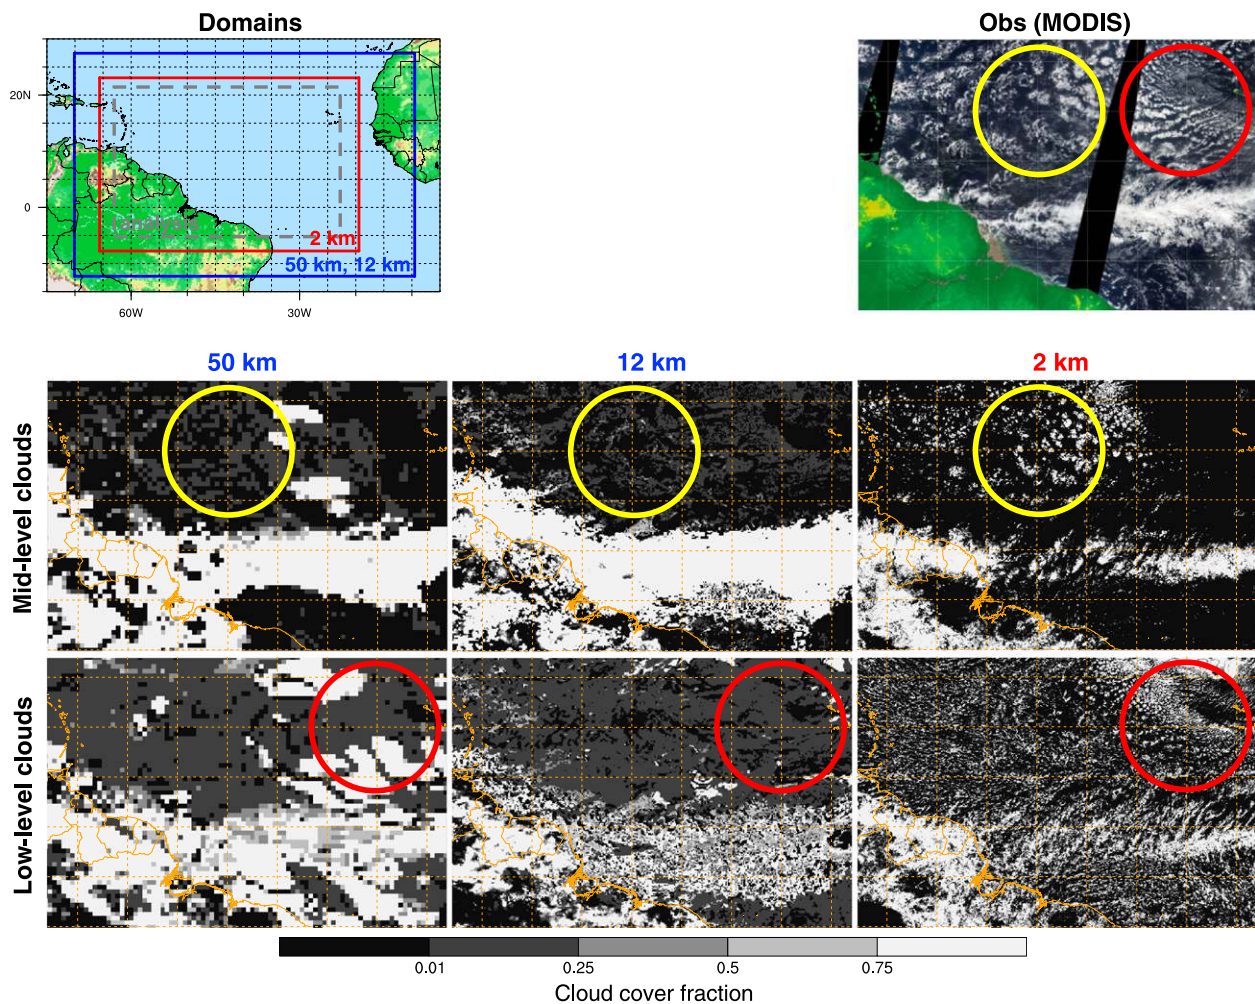 Domains
Obs (MODIS)
20N
0
analysis
2 km
50 km; 12 km
60W
30W
50 km
12 km
2 km
Mid-level clouds
Low-level clouds
0.01
0.25
0.5
0.75
Cloud cover fraction